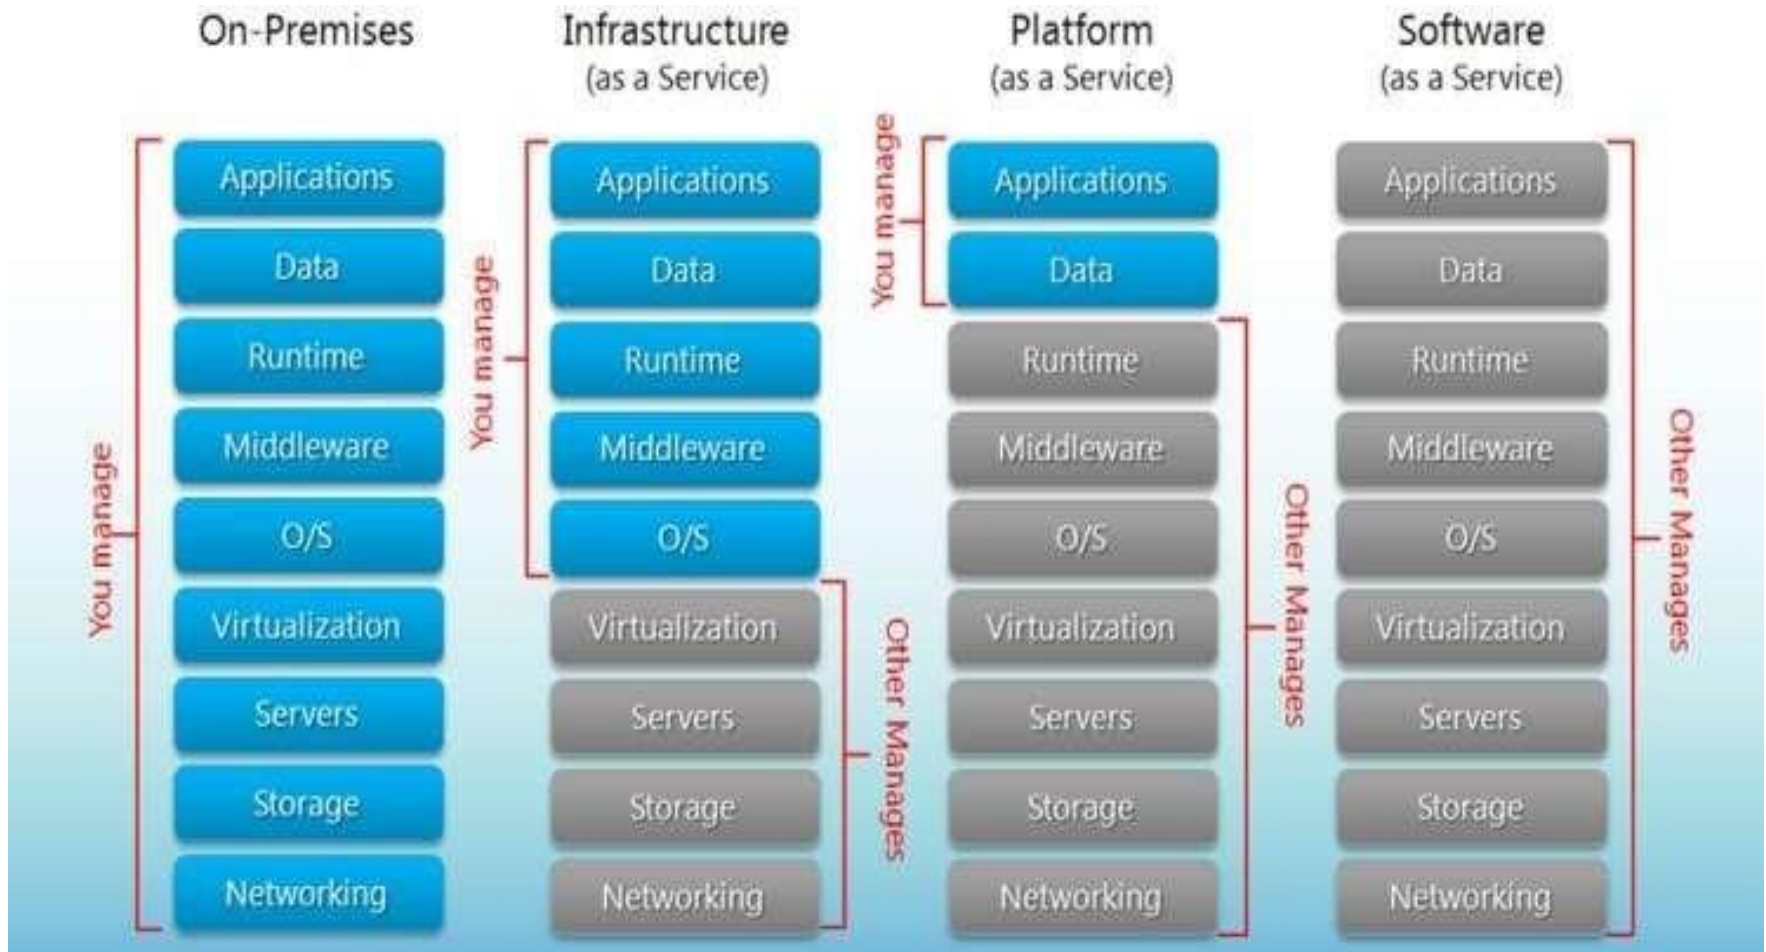 On-Premises
You manage
Applications
Data
Runtime
Middleware
O/S
Virtualization
Servers
Storage
Networking
Infrastructure
(as a Service)
You manage
Applications
Data
Runtime
Middleware
O/S
Virtualization
Servers
Storage
Networking
Other Manages
Platform
(as a Service)
You manage
Applications
Data
Runtime
Middleware
O/S
Virtualization
Servers
Storage
Networking
Other Manages
Software
(as a Service)
Applications
Data
Runtime
Middleware
O/S
Virtualization
Servers
Storage
Networking
Other Manages